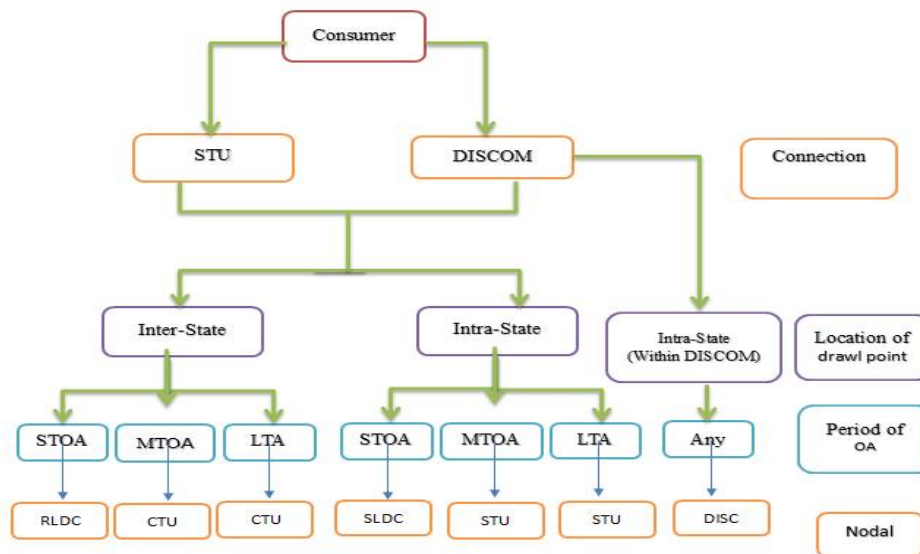 Consumer
STU
DISCOM
Connection
Inter-State
Intra-State
Intra-State
(Within DISCOM)
Location of
drawl point
STOA
MTOA
LTA
STOA
MTOA
LTA
Any
Period of
OA
RLDC
CTU
CTU
SLDC
STU
STU
DISC
Nodal